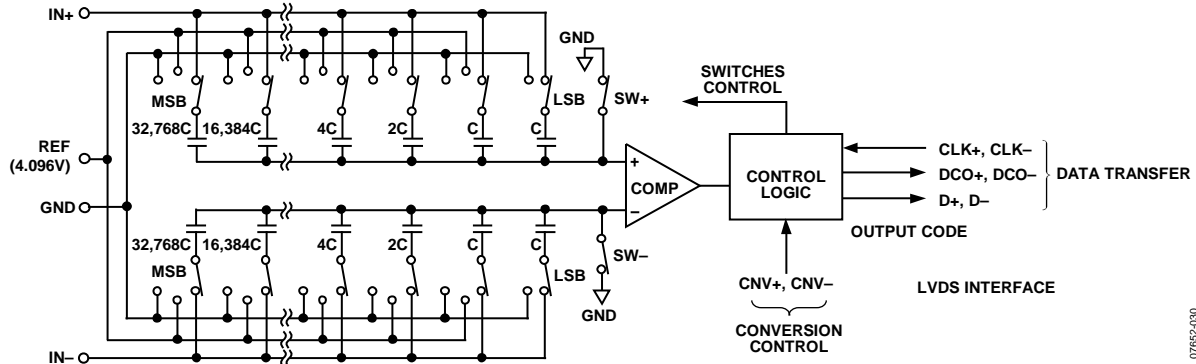 IN+
GND
SWITCHES
CONTROL
MSB
LSB
SW+
32,768C
16,384C
4C
2C
C
C
REF
(4.096V)
GND
COMP
+
–
CONTROL
LOGIC
CLK+, CLK–
DCO+, DCO–
D+, D–
DATA TRANSFER
OUTPUT CODE
32,768C
16,384C
4C
2C
C
C
MSB
LSB
SW–
GND
CNV+, CNV–
LVDS INTERFACE
CONVERSION
CONTROL
IN–
07652-030